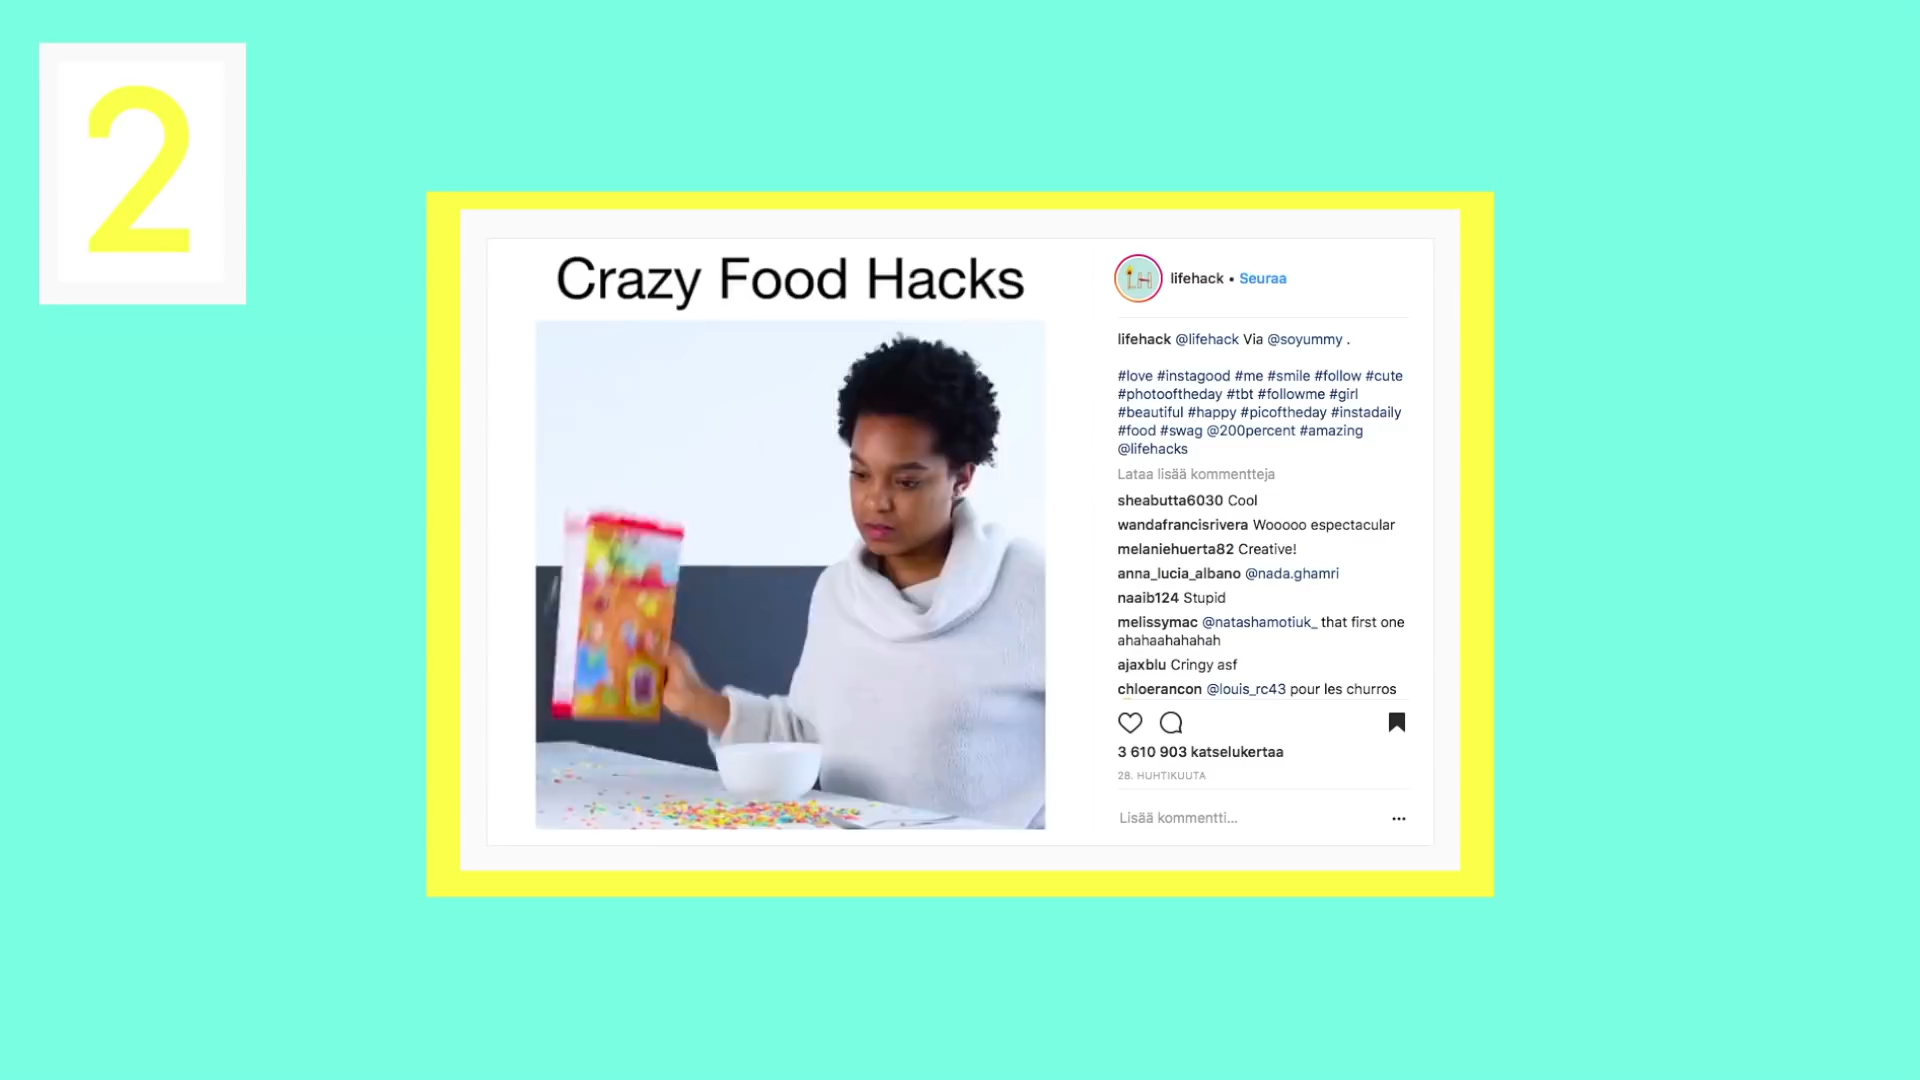 2
Crazy Food Hacks
lifehack • Seuraa
lifehack @lifehack Via @soyummy .
#love #instagood #me #smile #follow #cute
#photooftheday #tbt #followme #girl
#beautiful #happy #picoftheday #instadaily
#food #swag @200percent #amazing
@lifehacks
Lataa lisää kommentteja
sheabutta6030 Cool
wandafrancisrivera Wooooo espectacular
melaniehuerta82 Creative!
anna_lucia_albano @nada.ghamri
naaib124 Stupid
melissymac @natashamotiuk_ that first one
ahahaahahahah
ajaxblu Cringy asf
chloerancon @louis_rc43 pour les churros
3 610 903 katselukertaa
28. HUHTIKUUTA
Lisää kommentti...